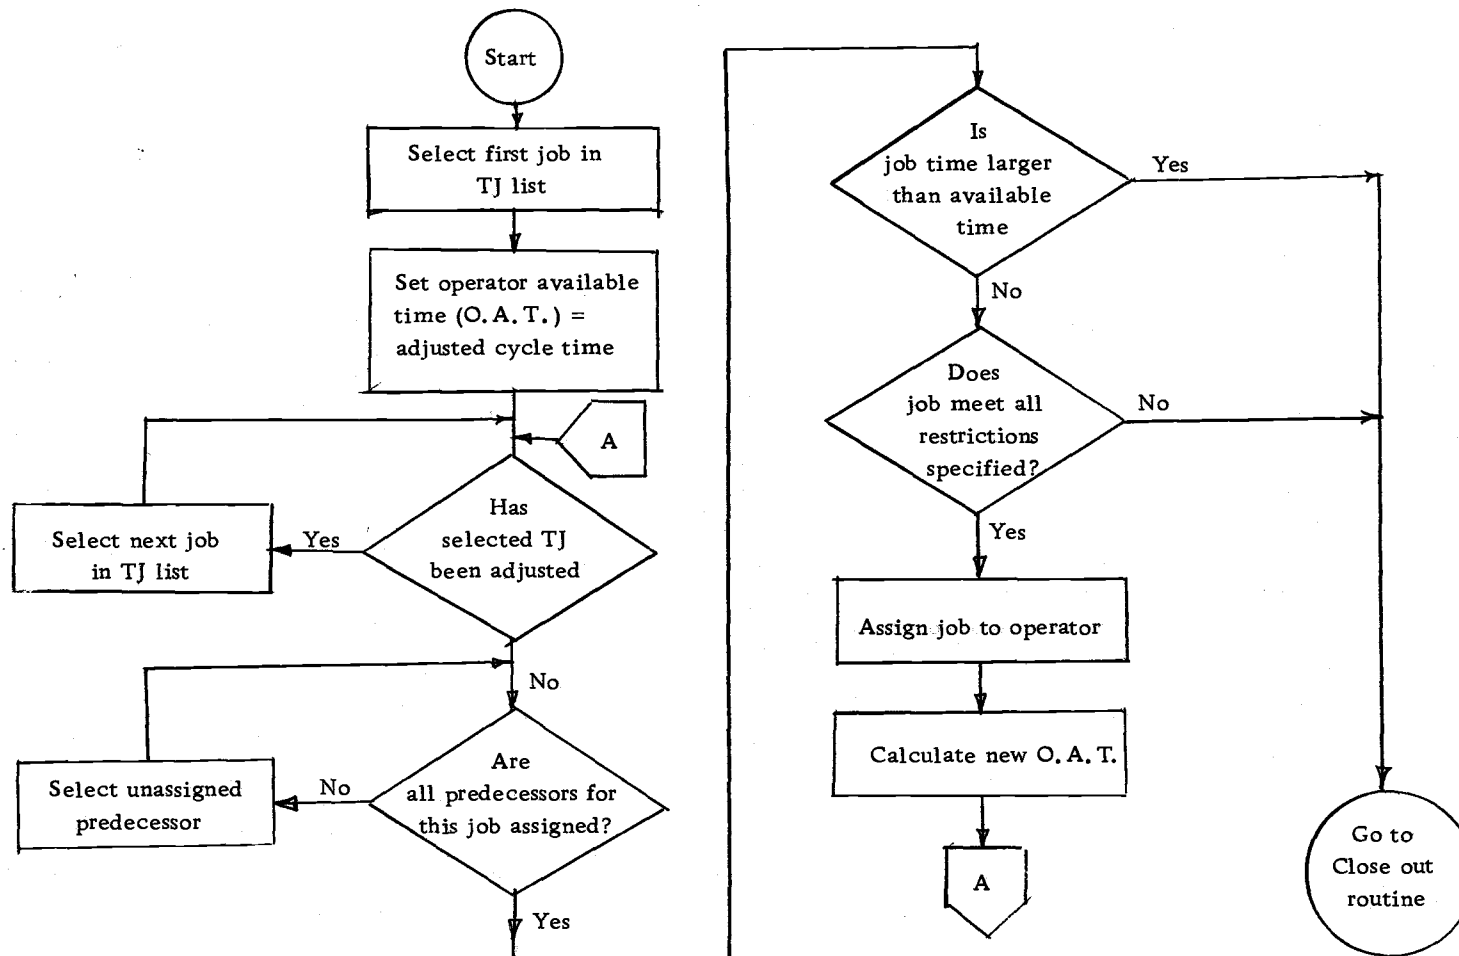 Start
Select first job in
TJ list
Set operator available
time (O.A.T.) =
adjusted cycle time
A
Has
selected TJ
been adjusted
Yes
Select next job
in TJ list
No
Are
all predecessors for
this job assigned?
No
Select unassigned
predecessor
Yes
Is
job time larger
than available
time
Yes
No
Does
job meet all
restrictions
specified?
No
Yes
Assign job to operator
Calculate new O.A.T.
A
Go to
Close out
routine